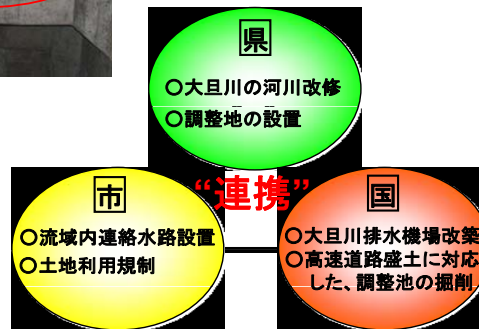 県
○大旦川の河川改修
○調整地の設置
“連携”
市
○流域内連絡水路設置
○土地利用規制
国
○大旦川排水機場改築
○高速道路盛土に対応
した、調整池の掘削